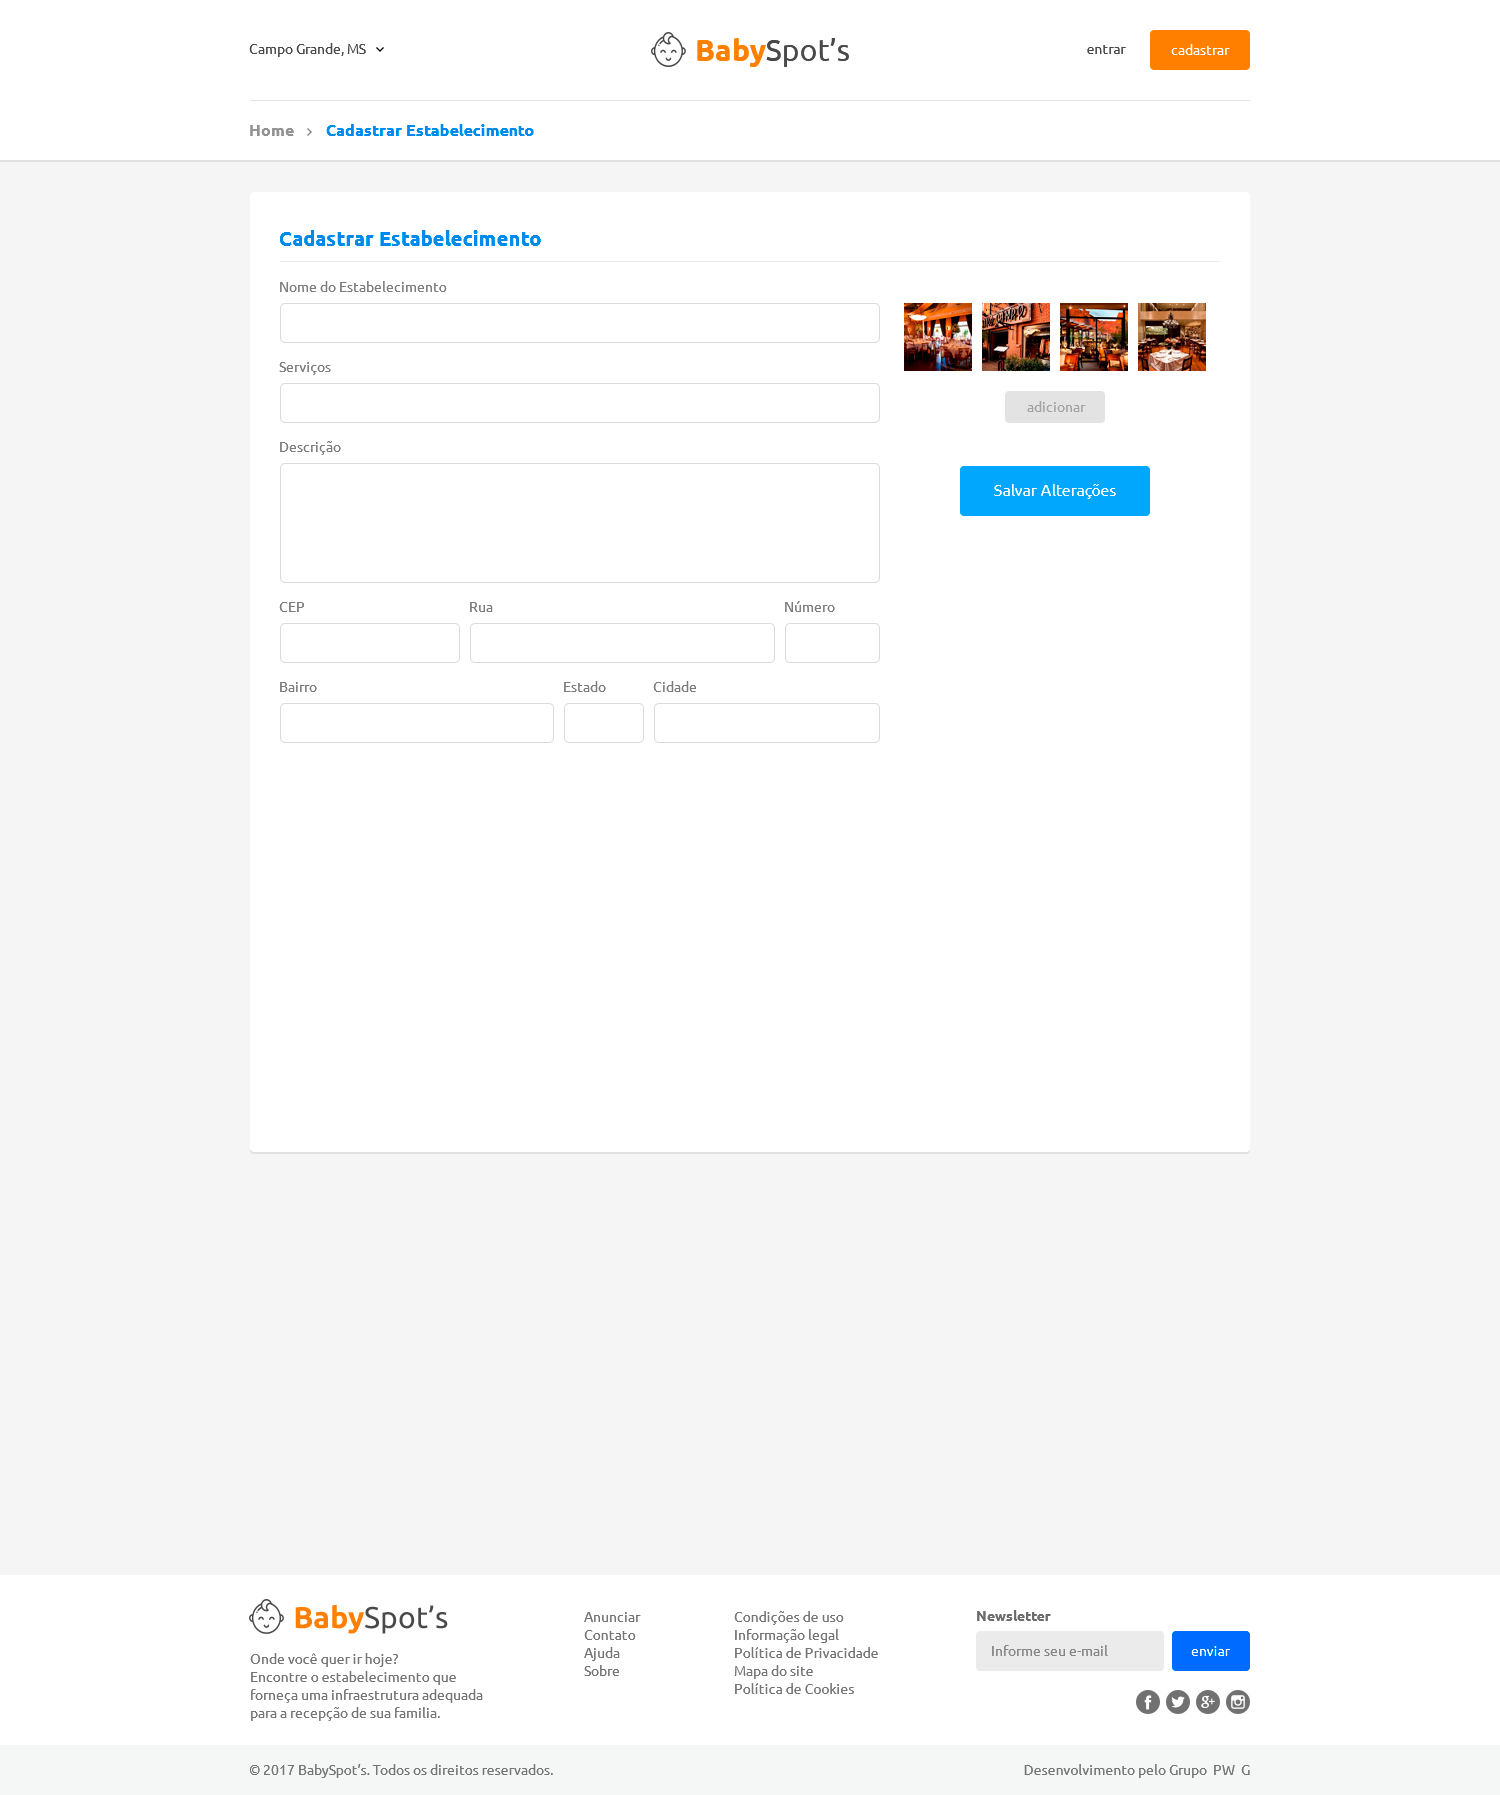 Campo Grande, MS
BabySpot’s
entrar
cadastrar
Home
Cadastrar Estabelecimento
Cadastrar Estabelecimento
Nome do Estabelecimento
Serviços
adicionar
Descrição
Salvar Alterações
CEP
Rua
Número
Bairro
Estado
Cidade
BabySpot’s
Onde você quer ir hoje?
Encontre o estabelecimento que
forneça uma infraestrutura adequada
para a recepção de sua familia.
Anunciar
Contato
Ajuda
Sobre
Condições de uso
Informação legal
Política de Privacidade
Mapa do site
Política de Cookies
Newsletter
Informe seu e-mail
enviar
© 2017 BabySpot’s. Todos os direitos reservados.
Desenvolvimento pelo Grupo PW G